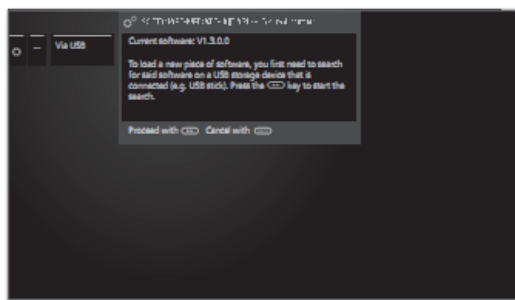 Via USB
Current software: V1.3.0.0
To load a new piece of software, you first need to search
for said software on a USB storage device that is
connected (e.g. USB stick). Press the key to start the
search.
Proceed with Cancel with